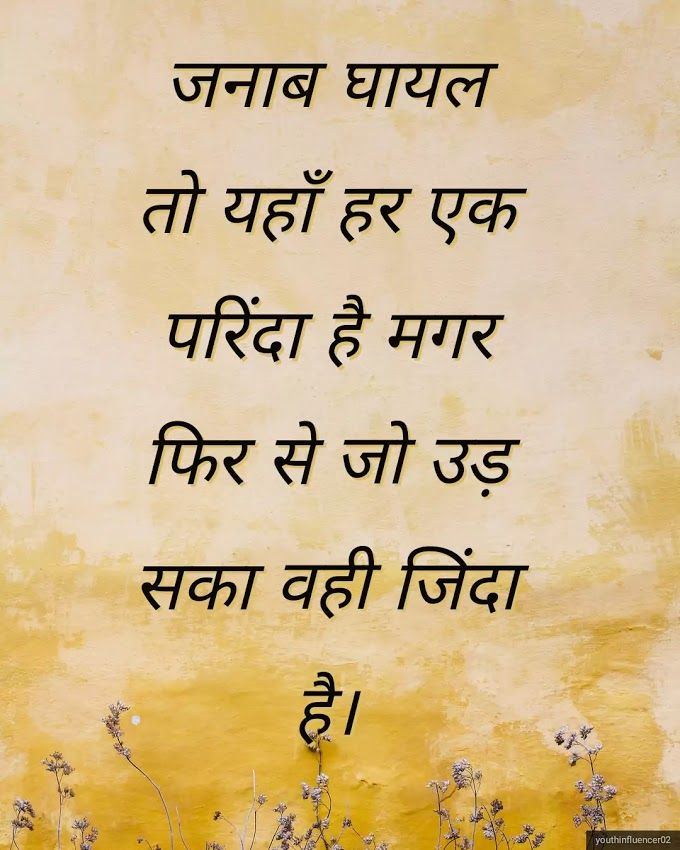 जनाब घायल
तो यहाँ हर एक
परिंदा है मगर
फिर से जो उड़
सका वही जिंदा
है।
youthinfluencer02